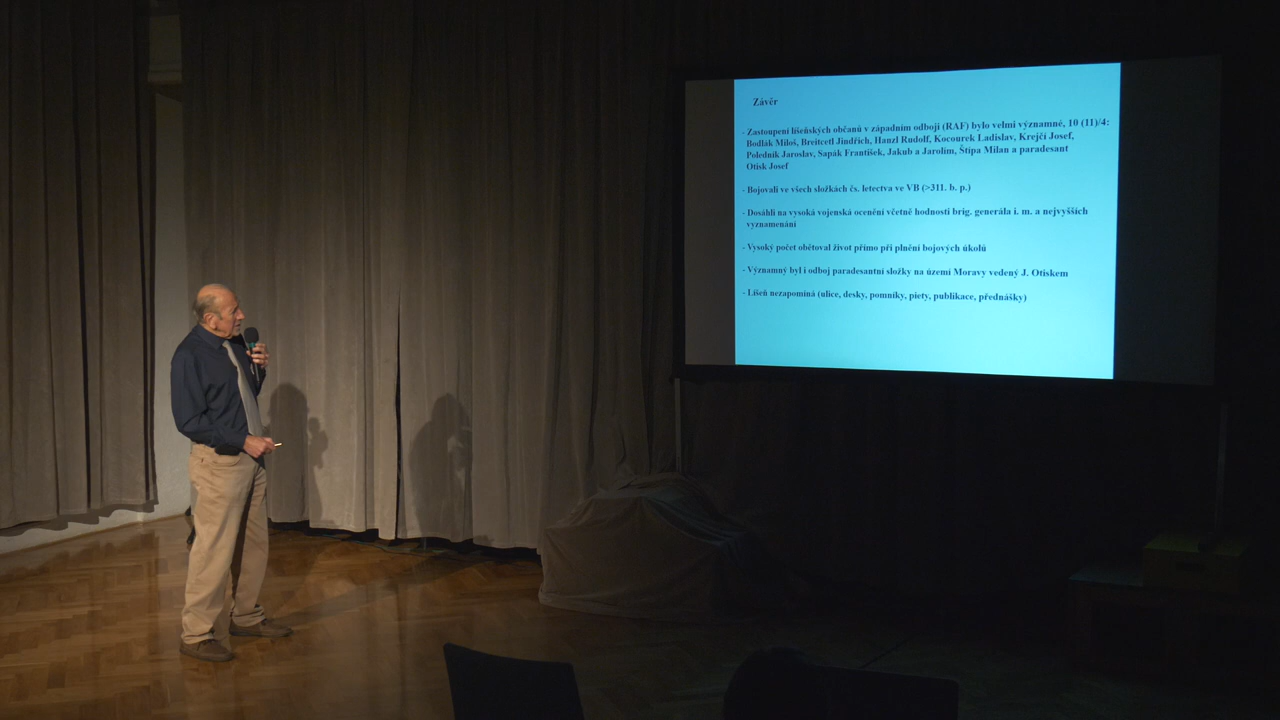 Závěr
- Zastoupení líšeňských občanů v západním odboji (RAF) bylo velmi významné, 10 (11)/4:
Bodlák Miloš, Breitcetl Jindřich, Hanzl Rudolf, Kocourek Ladislav, Krejčí Josef,
Poledník Jaroslav, Sapák František, Jakub a Jarolím, Štípa Milan a paradesant
Otisk Josef
- Bojovali ve všech složkách čs. letectva ve VB (>311. b. p.)
- Dosáhli na vysoká vojenská ocenění včetně hodnosti brig. generála i. m. a nejvyšších
vyznamenání
- Vysoký počet obětoval život přímo při plnění bojových úkolů
- Významný byl i odboj paradesantní složky na území Moravy vedený J. Otiskem
- Líšeň nezapomíná (ulice, desky, pomníky, piety, publikace, přednášky)